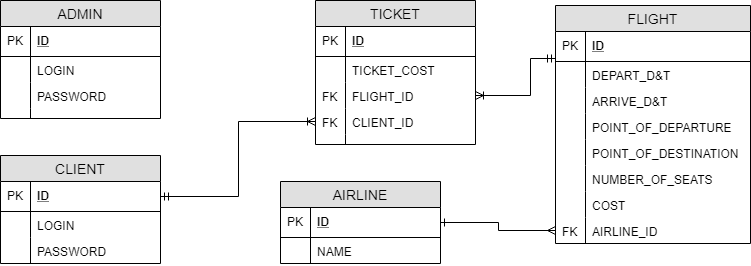 ADMIN
PK ID
LOGIN
PASSWORD
TICKET
PK ID
TICKET_COST
FK FLIGHT_ID
FK CLIENT_ID
FLIGHT
PK ID
DEPART_D&T
ARRIVE_D&T
POINT_OF_DEPARTURE
POINT_OF_DESTINATION
NUMBER_OF_SEATS
COST
FK AIRLINE_ID
CLIENT
PK ID
LOGIN
PASSWORD
AIRLINE
PK ID
NAME